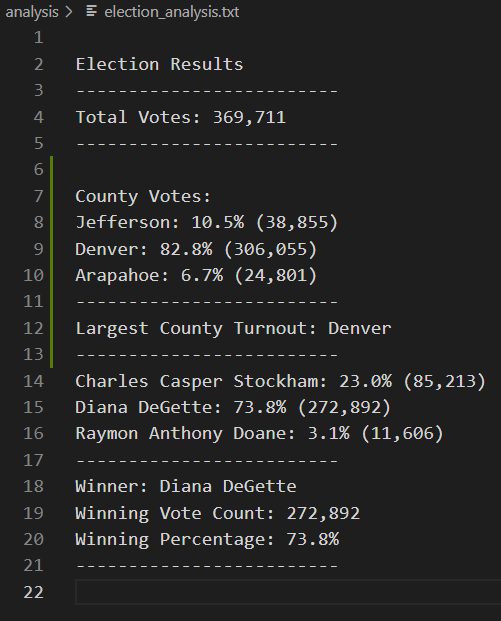 analysis > election_analysis.txt
1
2 Election Results
3 -------------------------
4 Total Votes: 369,711
5 -------------------------
6
7 County Votes:
8 Jefferson: 10.5% (38,855)
9 Denver: 82.8% (306,055)
10 Arapahoe: 6.7% (24,801)
11 -------------------------
12 Largest County Turnout: Denver
13 -------------------------
14 Charles Casper Stockham: 23.0% (85,213)
15 Diana DeGette: 73.8% (272,892)
16 Raymon Anthony Doane: 3.1% (11,606)
17 -------------------------
18 Winner: Diana DeGette
19 Winning Vote Count: 272,892
20 Winning Percentage: 73.8%
21 -------------------------
22